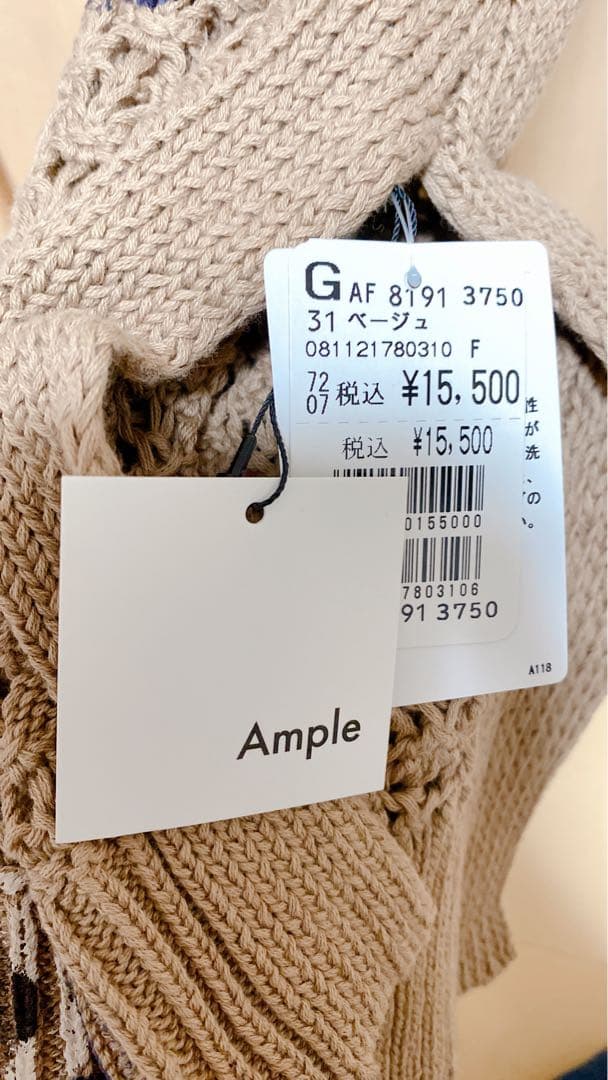 G AF 8191 3750
31 ベージュ
081121780310 F
72
07 税込 ¥15,500
税込 ¥15,500
0155000
7803106
91 3750
性
が
洗
、
の
A118
Ample